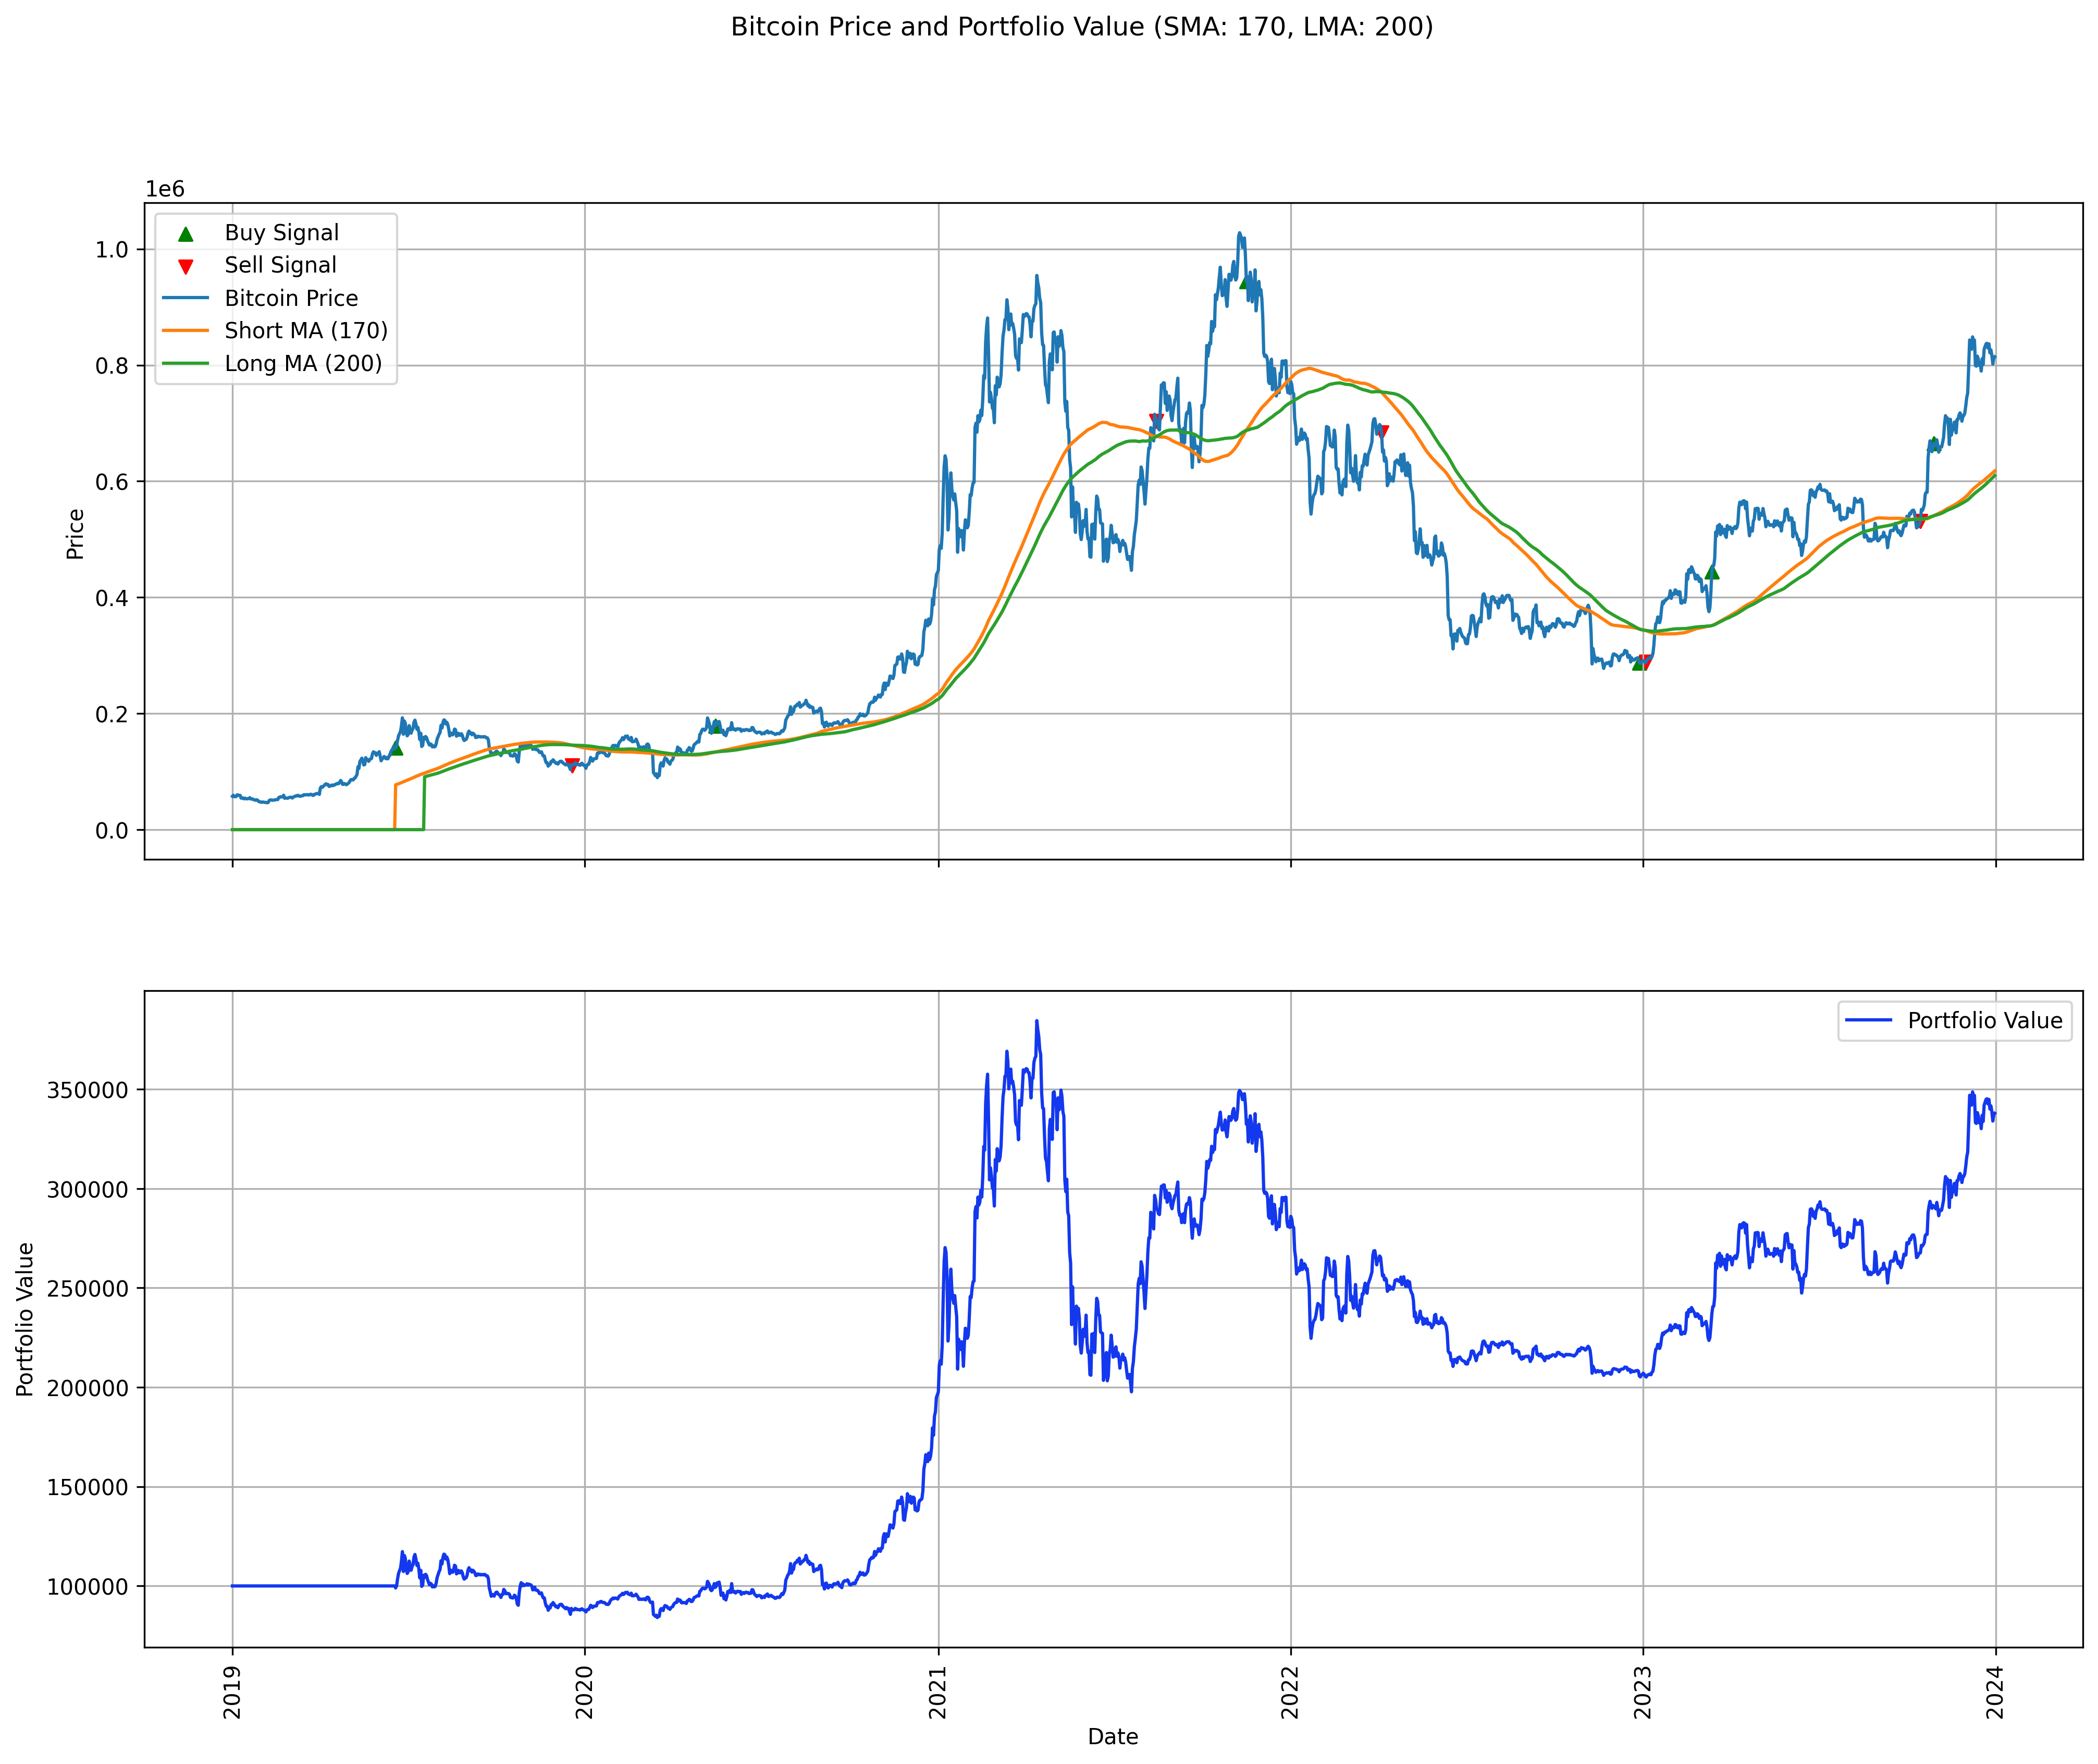 Bitcoin Price and Portfolio Value (SMA: 170, LMA: 200)
1e6
Buy Signal
Sell Signal
Bitcoin Price
Short MA (170)
Long MA (200)
1.0
0.8
0.6
0.4
0.2
0.0
Price
Portfolio Value
350000
300000
250000
200000
150000
100000
Portfolio Value
2019
2020
2021
2022
2023
2024
Date